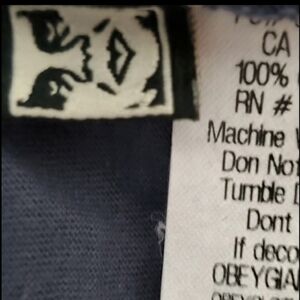 CA
100%
RN #
Machine
Don Not
Tumble
Dont
If deco
OBEYGIA